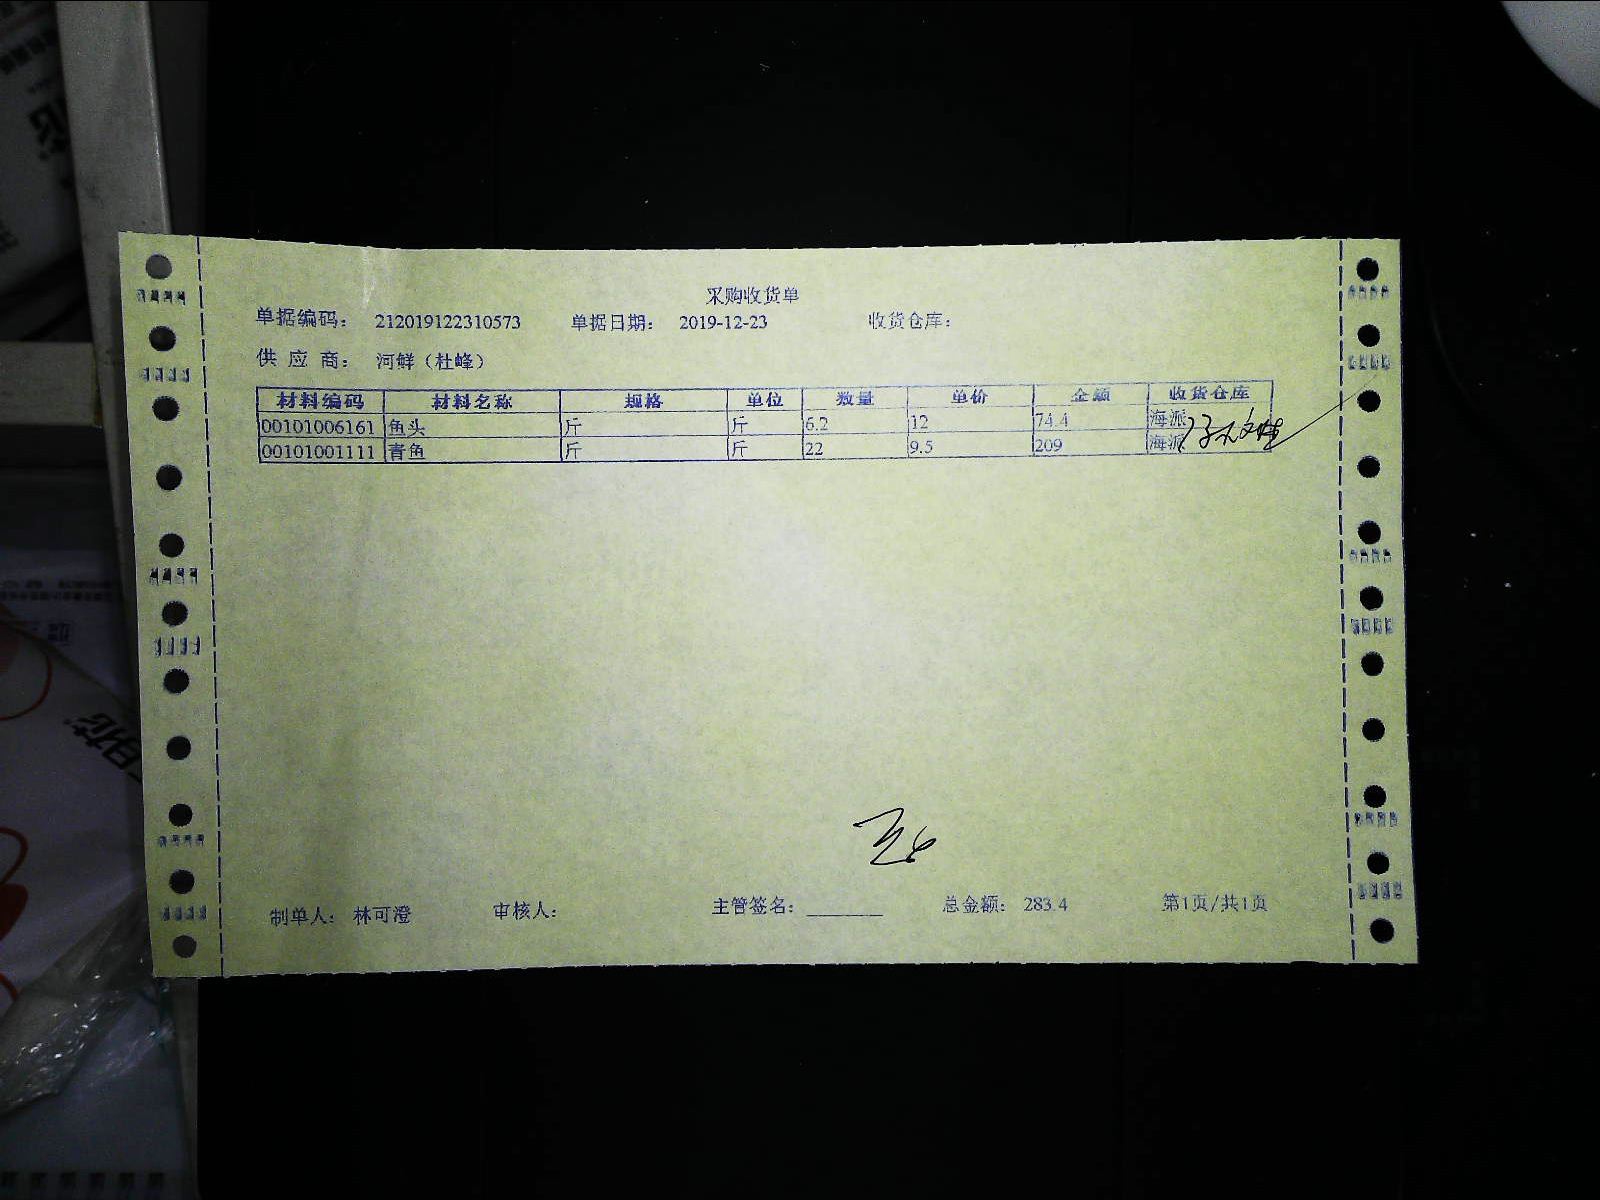 采购收货单
单据编码： 212019122310573 单据日期： 2019-12-23 收货仓库：
供 应 商： 河鲜（杜峰）
材料编码 材料名称 规格 单位 数量 单价 金额 收货仓库
00101006161 鱼头 斤 斤 6.2 12 74.4 海派
00101001111 青鱼 斤 斤 22 9.5 209 海派
制单人： 林可澄 审核人： 主管签名： ________ 总金额： 283.4 第1页/共1页